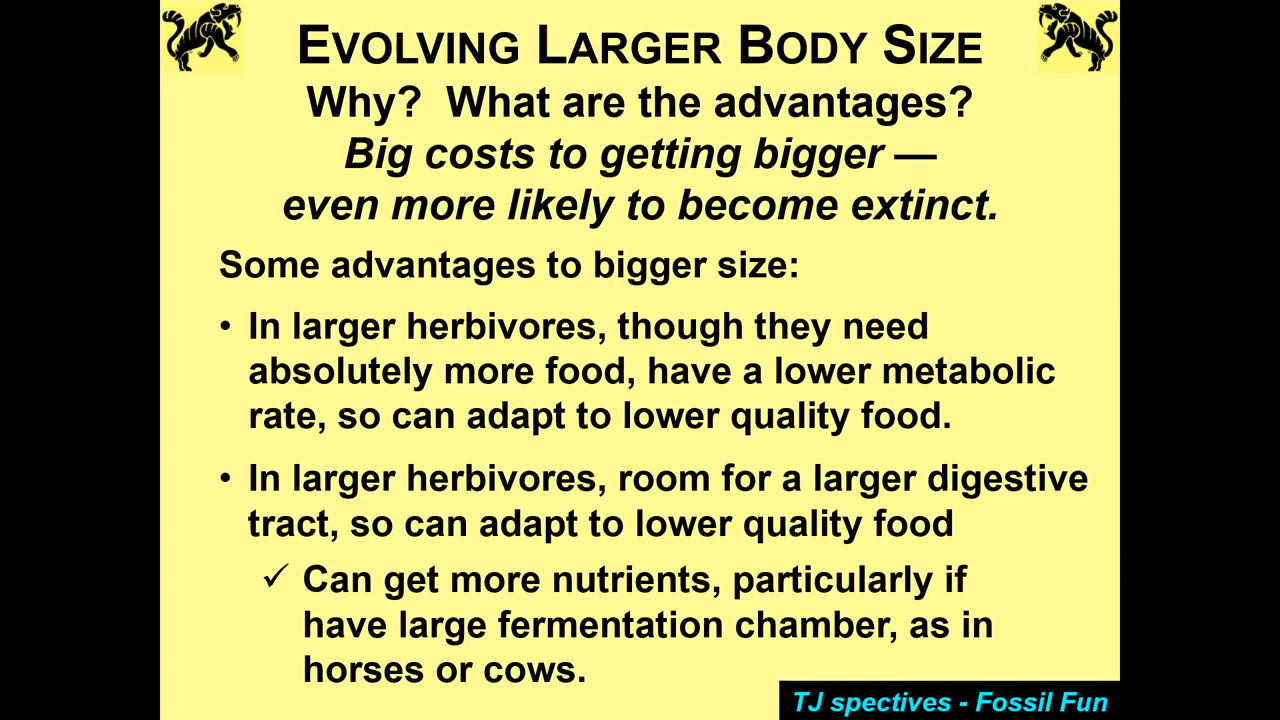 EVOLVING LARGER BODY SIZE
Why?  What are the advantages?
Big costs to getting bigger —
even more likely to become extinct.
Some advantages to bigger size:
• In larger herbivores, though they need
absolutely more food, have a lower metabolic
rate, so can adapt to lower quality food.
• In larger herbivores, room for a larger digestive
tract, so can adapt to lower quality food
✓ Can get more nutrients, particularly if
have large fermentation chamber, as in
horses or cows.
TJ spectives - Fossil Fun